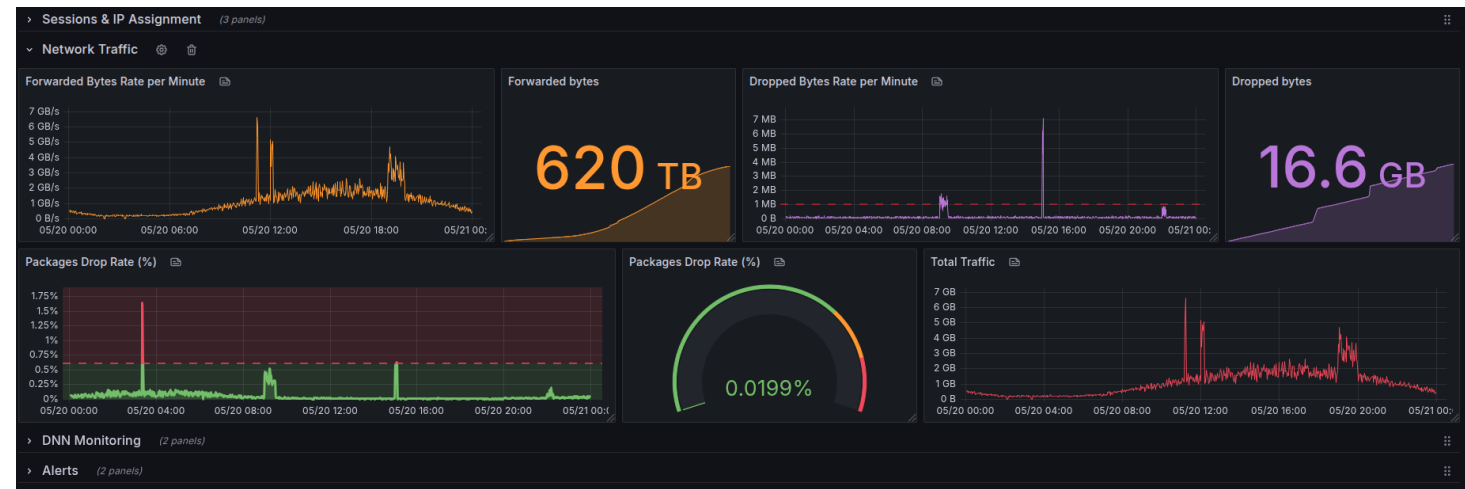 Sessions & IP Assignment (3 panels)
Network Traffic
Forwarded Bytes Rate per Minute
7 GB/s
6 GB/s
5 GB/s
4 GB/s
3 GB/s
2 GB/s
1 GB/s
0 B/s
05/20 00:00 05/20 06:00 05/20 12:00 05/20 18:00 05/21 00:
Forwarded bytes
620 TB
Dropped Bytes Rate per Minute
7 MB
6 MB
5 MB
4 MB
3 MB
2 MB
1 MB
0 B
05/20 00:00 05/20 04:00 05/20 08:00 05/20 12:00 05/20 16:00 05/20 20:00 05/21 00:
Dropped bytes
16.6 GB
Packages Drop Rate (%)
1.75%
1.5%
1.25%
1%
0.75%
0.5%
0.25%
0%
05/20 00:00 05/20 04:00 05/20 08:00 05/20 12:00 05/20 16:00 05/20 20:00 05/21 00:0
Packages Drop Rate (%)
0.0199%
Total Traffic
7 GB
6 GB
5 GB
4 GB
3 GB
2 GB
1 GB
0 B
05/20 00:00 05/20 04:00 05/20 08:00 05/20 12:00 05/20 16:00 05/20 20:00 05/21 00:
DNN Monitoring (2 panels)
Alerts (2 panels)